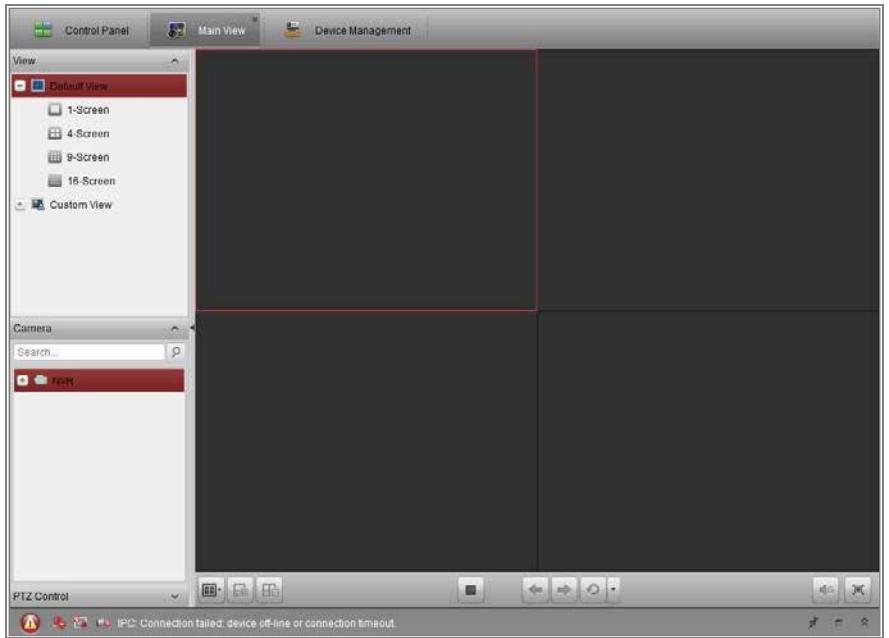 Control Panel
Main View
Device Management
View
Default View
1-Screen
4-Screen
9-Screen
16-Screen
Custom View
Camera
Search...
NVR
PTZ Control
IPC: Connection failed: device off-line or connection timeout.